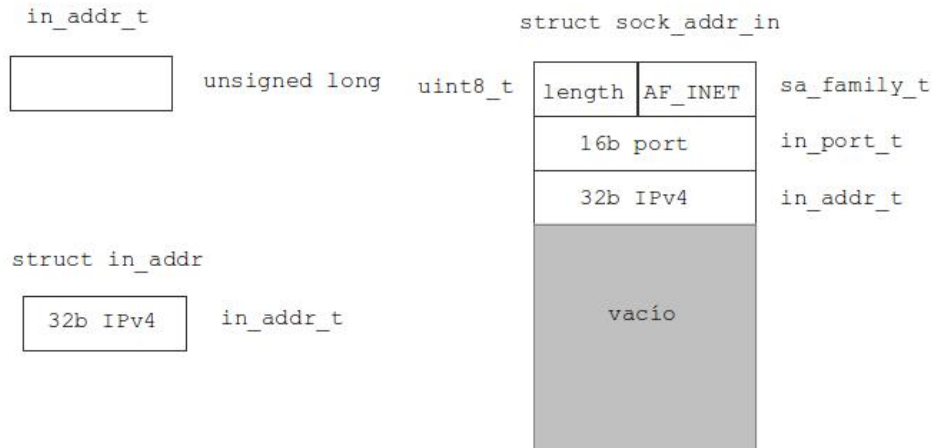 in_addr_t
unsigned long
struct in_addr
32b IPv4 in_addr_t
struct sock_addr_in
uint8_t length AF_INET sa_family_t
16b port in_port_t
32b IPv4 in_addr_t
vacío